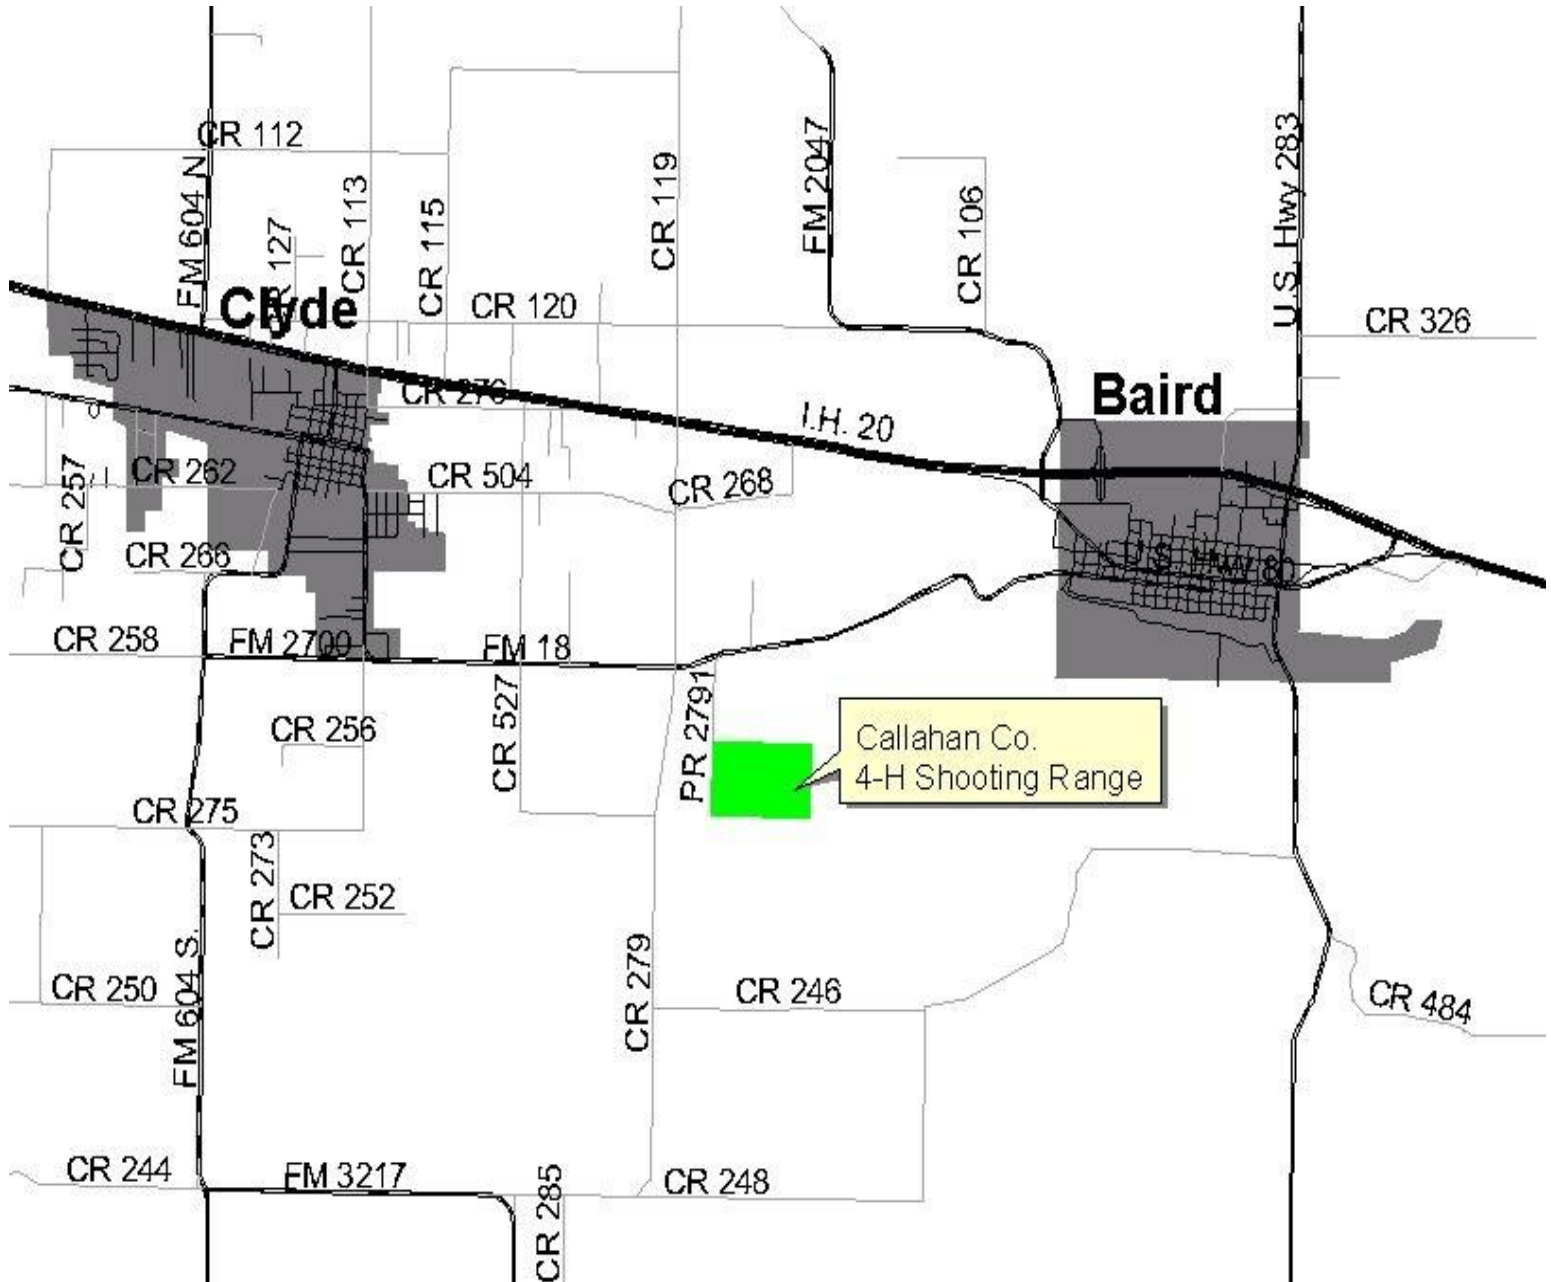 CR 112
FM 604 N
CR 127
CR 113
CR 115
CR 119
FM 2047
CR 106
U.S. Hwy 283
Clyde
CR 120
CR 326
CR 276
Baird
I.H. 20
CR 257
CR 262
CR 504
CR 268
CR 266
U.S. Hwy 80
CR 258
FM 2700
FM 18
CR 256
CR 527
PR 2791
Callahan Co.
4-H Shooting Range
CR 275
CR 273
CR 252
FM 604 S.
CR 250
CR 279
CR 246
CR 484
CR 244
FM 3217
CR 285
CR 248